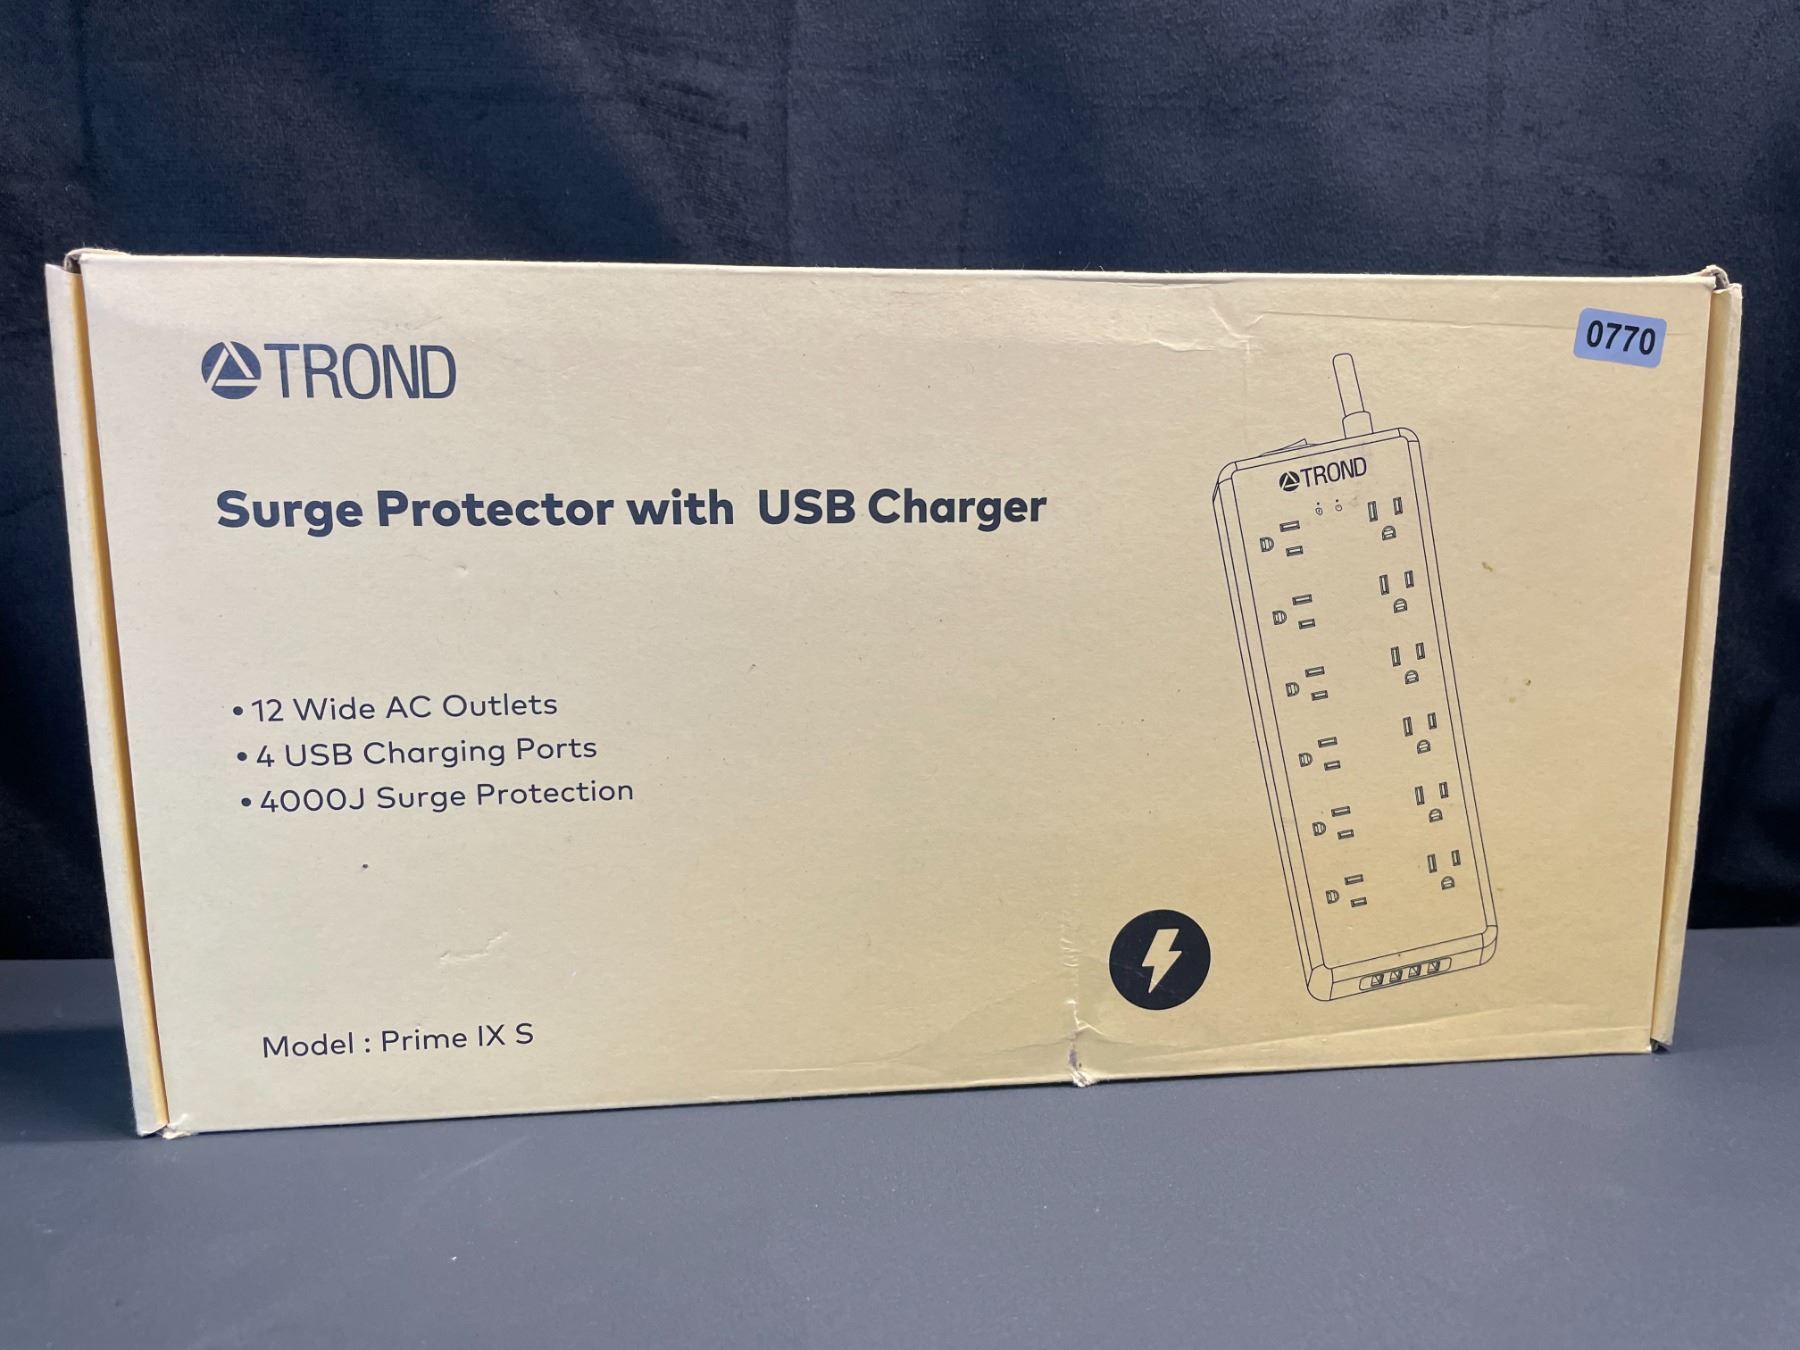 TROND
0770
TROND
Surge Protector with USB Charger
• 12 Wide AC Outlets
• 4 USB Charging Ports
• 4000J Surge Protection
Model : Prime IX S